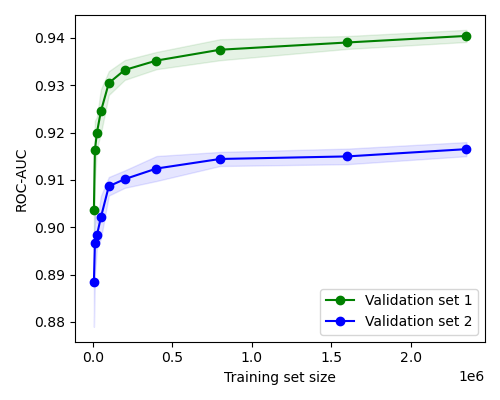 0.94
0.93
0.92
0.91
0.90
0.89
0.88
ROC-AUC
Validation set 1
Validation set 2
0.0 0.5 1.0 1.5 2.0
1e6
Training set size